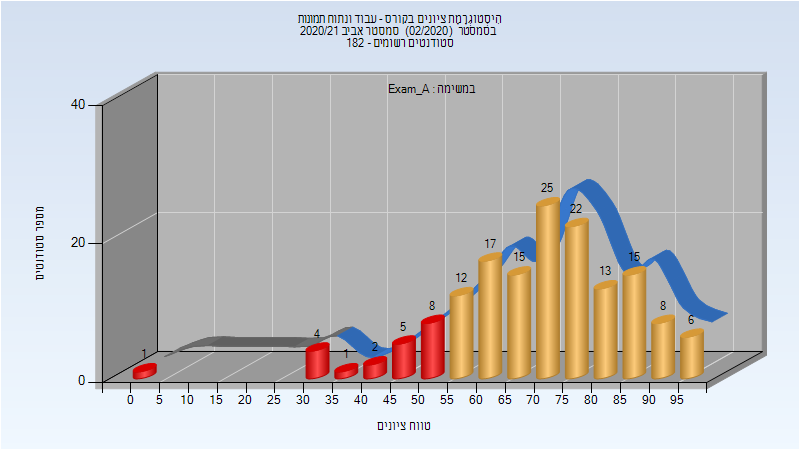 היסטוגרמת ציונים בקורס - עבוד ונתוח תמונות
בסמסטר (02/2020) סמסטר אביב 2020/21
סטודנטים רשומים - 182
במשימה : Exam_A
מספר סטודנטים
40
20
0
1
4
1
2
5
8
12
17
15
25
22
13
15
8
6
0 5 10 15 20 25 30 35 40 45 50 55 60 65 70 75 80 85 90 95
טווח ציונים